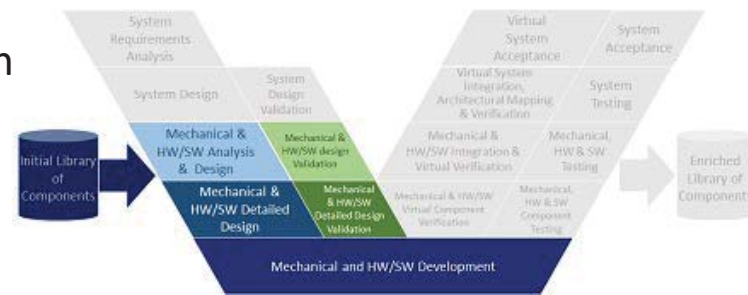 n
System
Requirements
Analysis
Virtual
System
Acceptance
System
Acceptance
System Design
System
Design
Validation
Virtual System
Integration,
Architectural Mapping
& Verification
System
Testing
Initial Library
of
Components
Mechanical &
HW/SW Analysis
& Design
Mechanical &
HW/SW design
Validation
Mechanical &
HW/SW Integration &
Virtual Verification
Mechanical,
HW & SW
Testing
Enriched
Library of
Components
Mechanical &
HW/SW Detailed
Design
Mechanical
& HW/SW
Detailed Design
Validation
Mechanical & HW/SW
Virtual Component
Verification
Mechanical,
HW & SW
Component
Testing
Mechanical and HW/SW Development